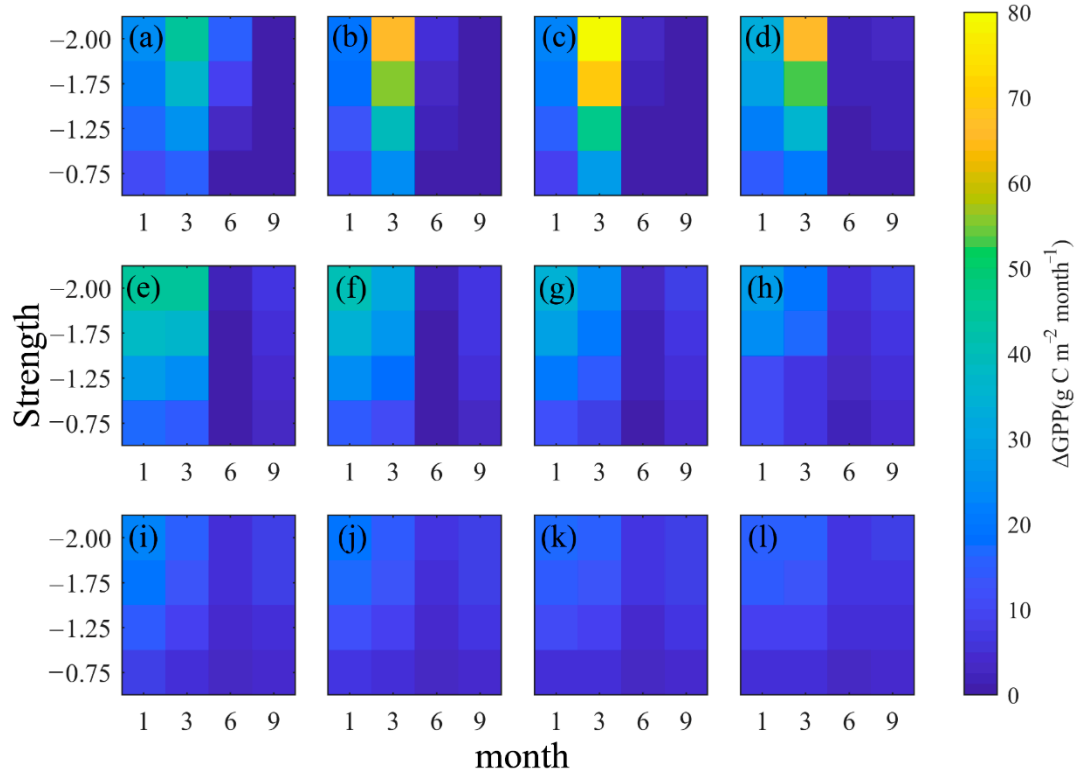 (a) (b) (c) (d)
−2.00
−1.75
−1.25
−0.75
1 3 6 9 1 3 6 9 1 3 6 9 1 3 6 9
(e) (f) (g) (h)
−2.00
−1.75
−1.25
−0.75
1 3 6 9 1 3 6 9 1 3 6 9 1 3 6 9
(i) (j) (k) (l)
−2.00
−1.75
−1.25
−0.75
1 3 6 9 1 3 6 9 1 3 6 9 1 3 6 9
Strength
month
80
70
60
50
40
30
20
10
0
ΔGPP(g C m⁻² month⁻¹)